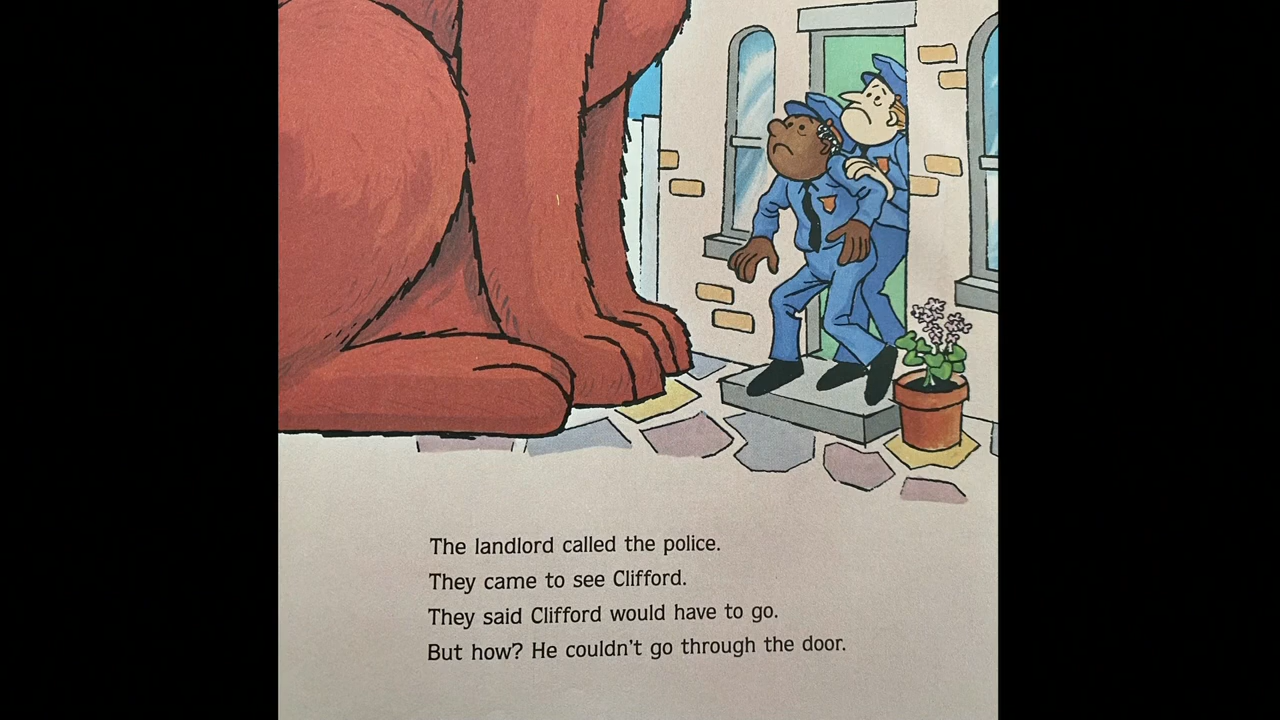 The landlord called the police.
They came to see Clifford.
They said Clifford would have to go.
But how? He couldn't go through the door.